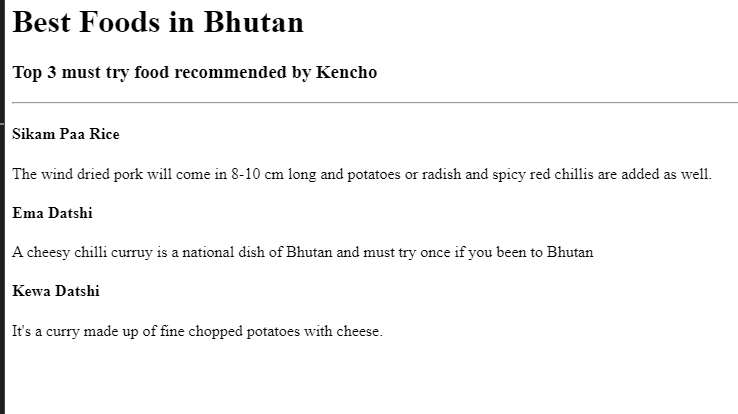 Best Foods in Bhutan
Top 3 must try food recommended by Kencho
Sikam Paa Rice
The wind dried pork will come in 8-10 cm long and potatoes or radish and spicy red chillis are added as well.
Ema Datshi
A cheesy chilli curruy is a national dish of Bhutan and must try once if you been to Bhutan
Kewa Datshi
It's a curry made up of fine chopped potatoes with cheese.